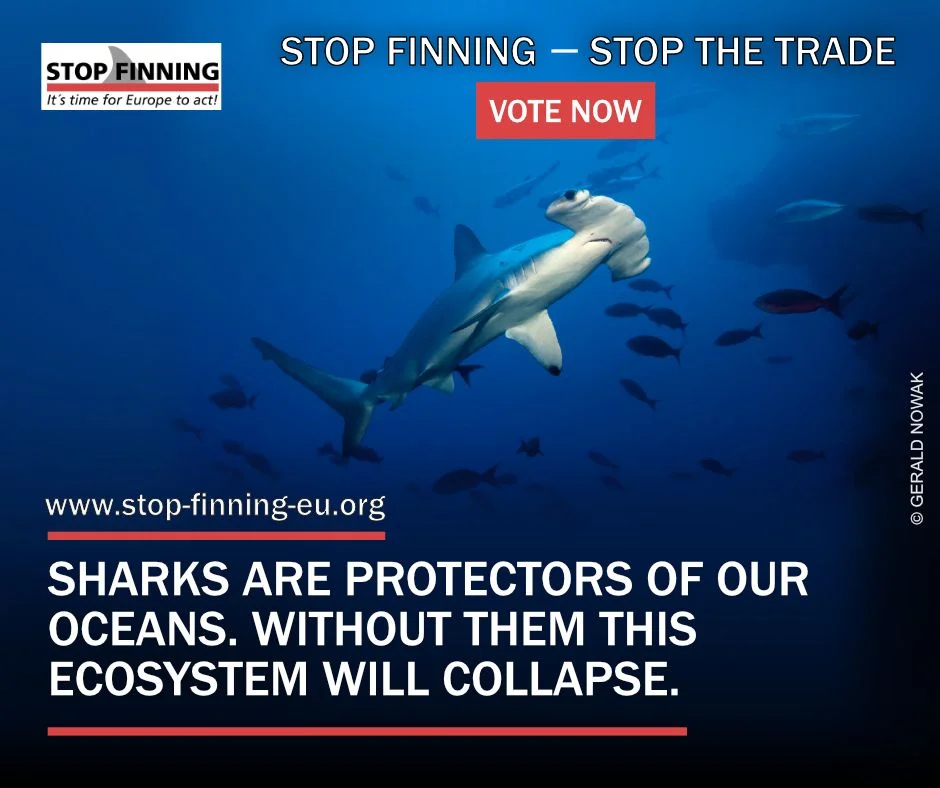 STOP FINNING
It´s time for Europe to act!
STOP FINNING – STOP THE TRADE
VOTE NOW
© GERALD NOWAK
www.stop-finning-eu.org
SHARKS ARE PROTECTORS OF OUR
OCEANS. WITHOUT THEM THIS
ECOSYSTEM WILL COLLAPSE.